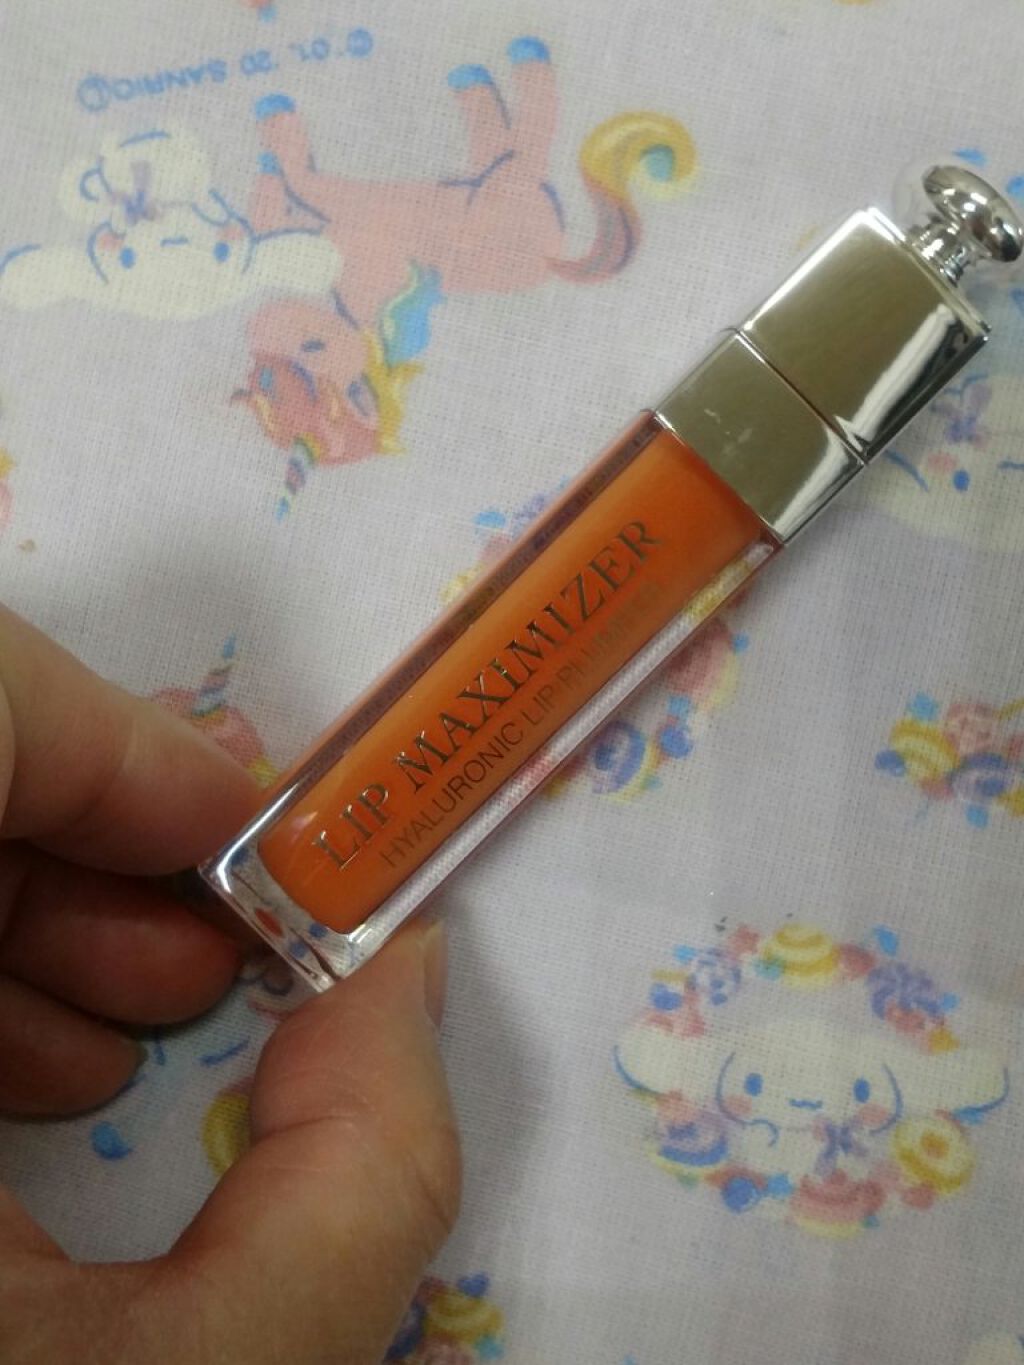 © '01, '20 SANRIO Ⓛ
LIP MAXIMIZER
HYALURONIC LIP PLUMPER